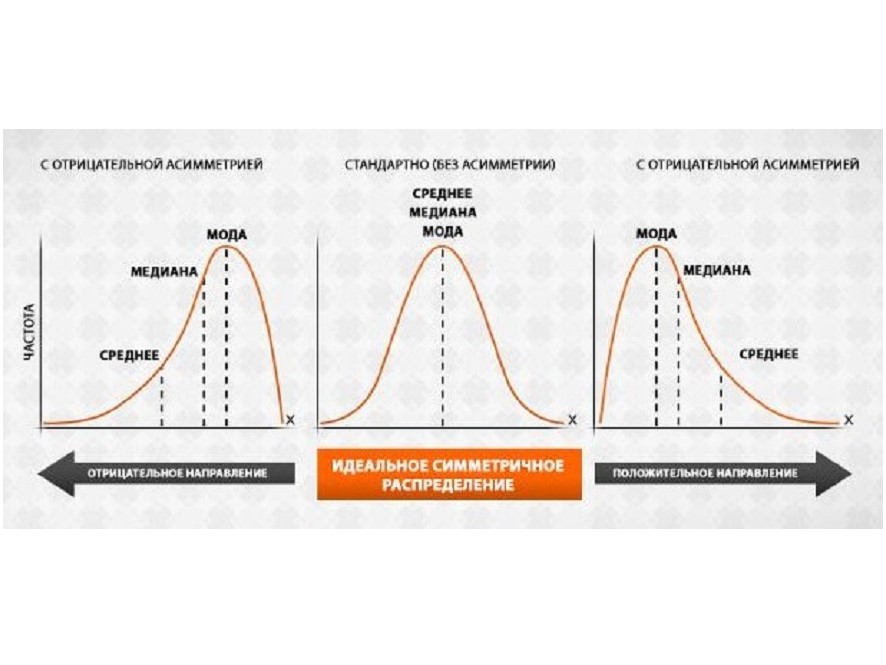 С ОТРИЦАТЕЛЬНОЙ АСИММЕТРИЕЙ
СТАНДАРТНО (БЕЗ АСИММЕТРИИ)
С ОТРИЦАТЕЛЬНОЙ АСИММЕТРИЕЙ
ЧАСТОТА
МОДА
МЕДИАНА
СРЕДНЕЕ
X
СРЕДНЕЕ
МЕДИАНА
МОДА
X
МОДА
МЕДИАНА
СРЕДНЕЕ
X
ОТРИЦАТЕЛЬНОЕ НАПРАВЛЕНИЕ
ИДЕАЛЬНОЕ СИММЕТРИЧНОЕ
РАСПРЕДЕЛЕНИЕ
ПОЛОЖИТЕЛЬНОЕ НАПРАВЛЕНИЕ